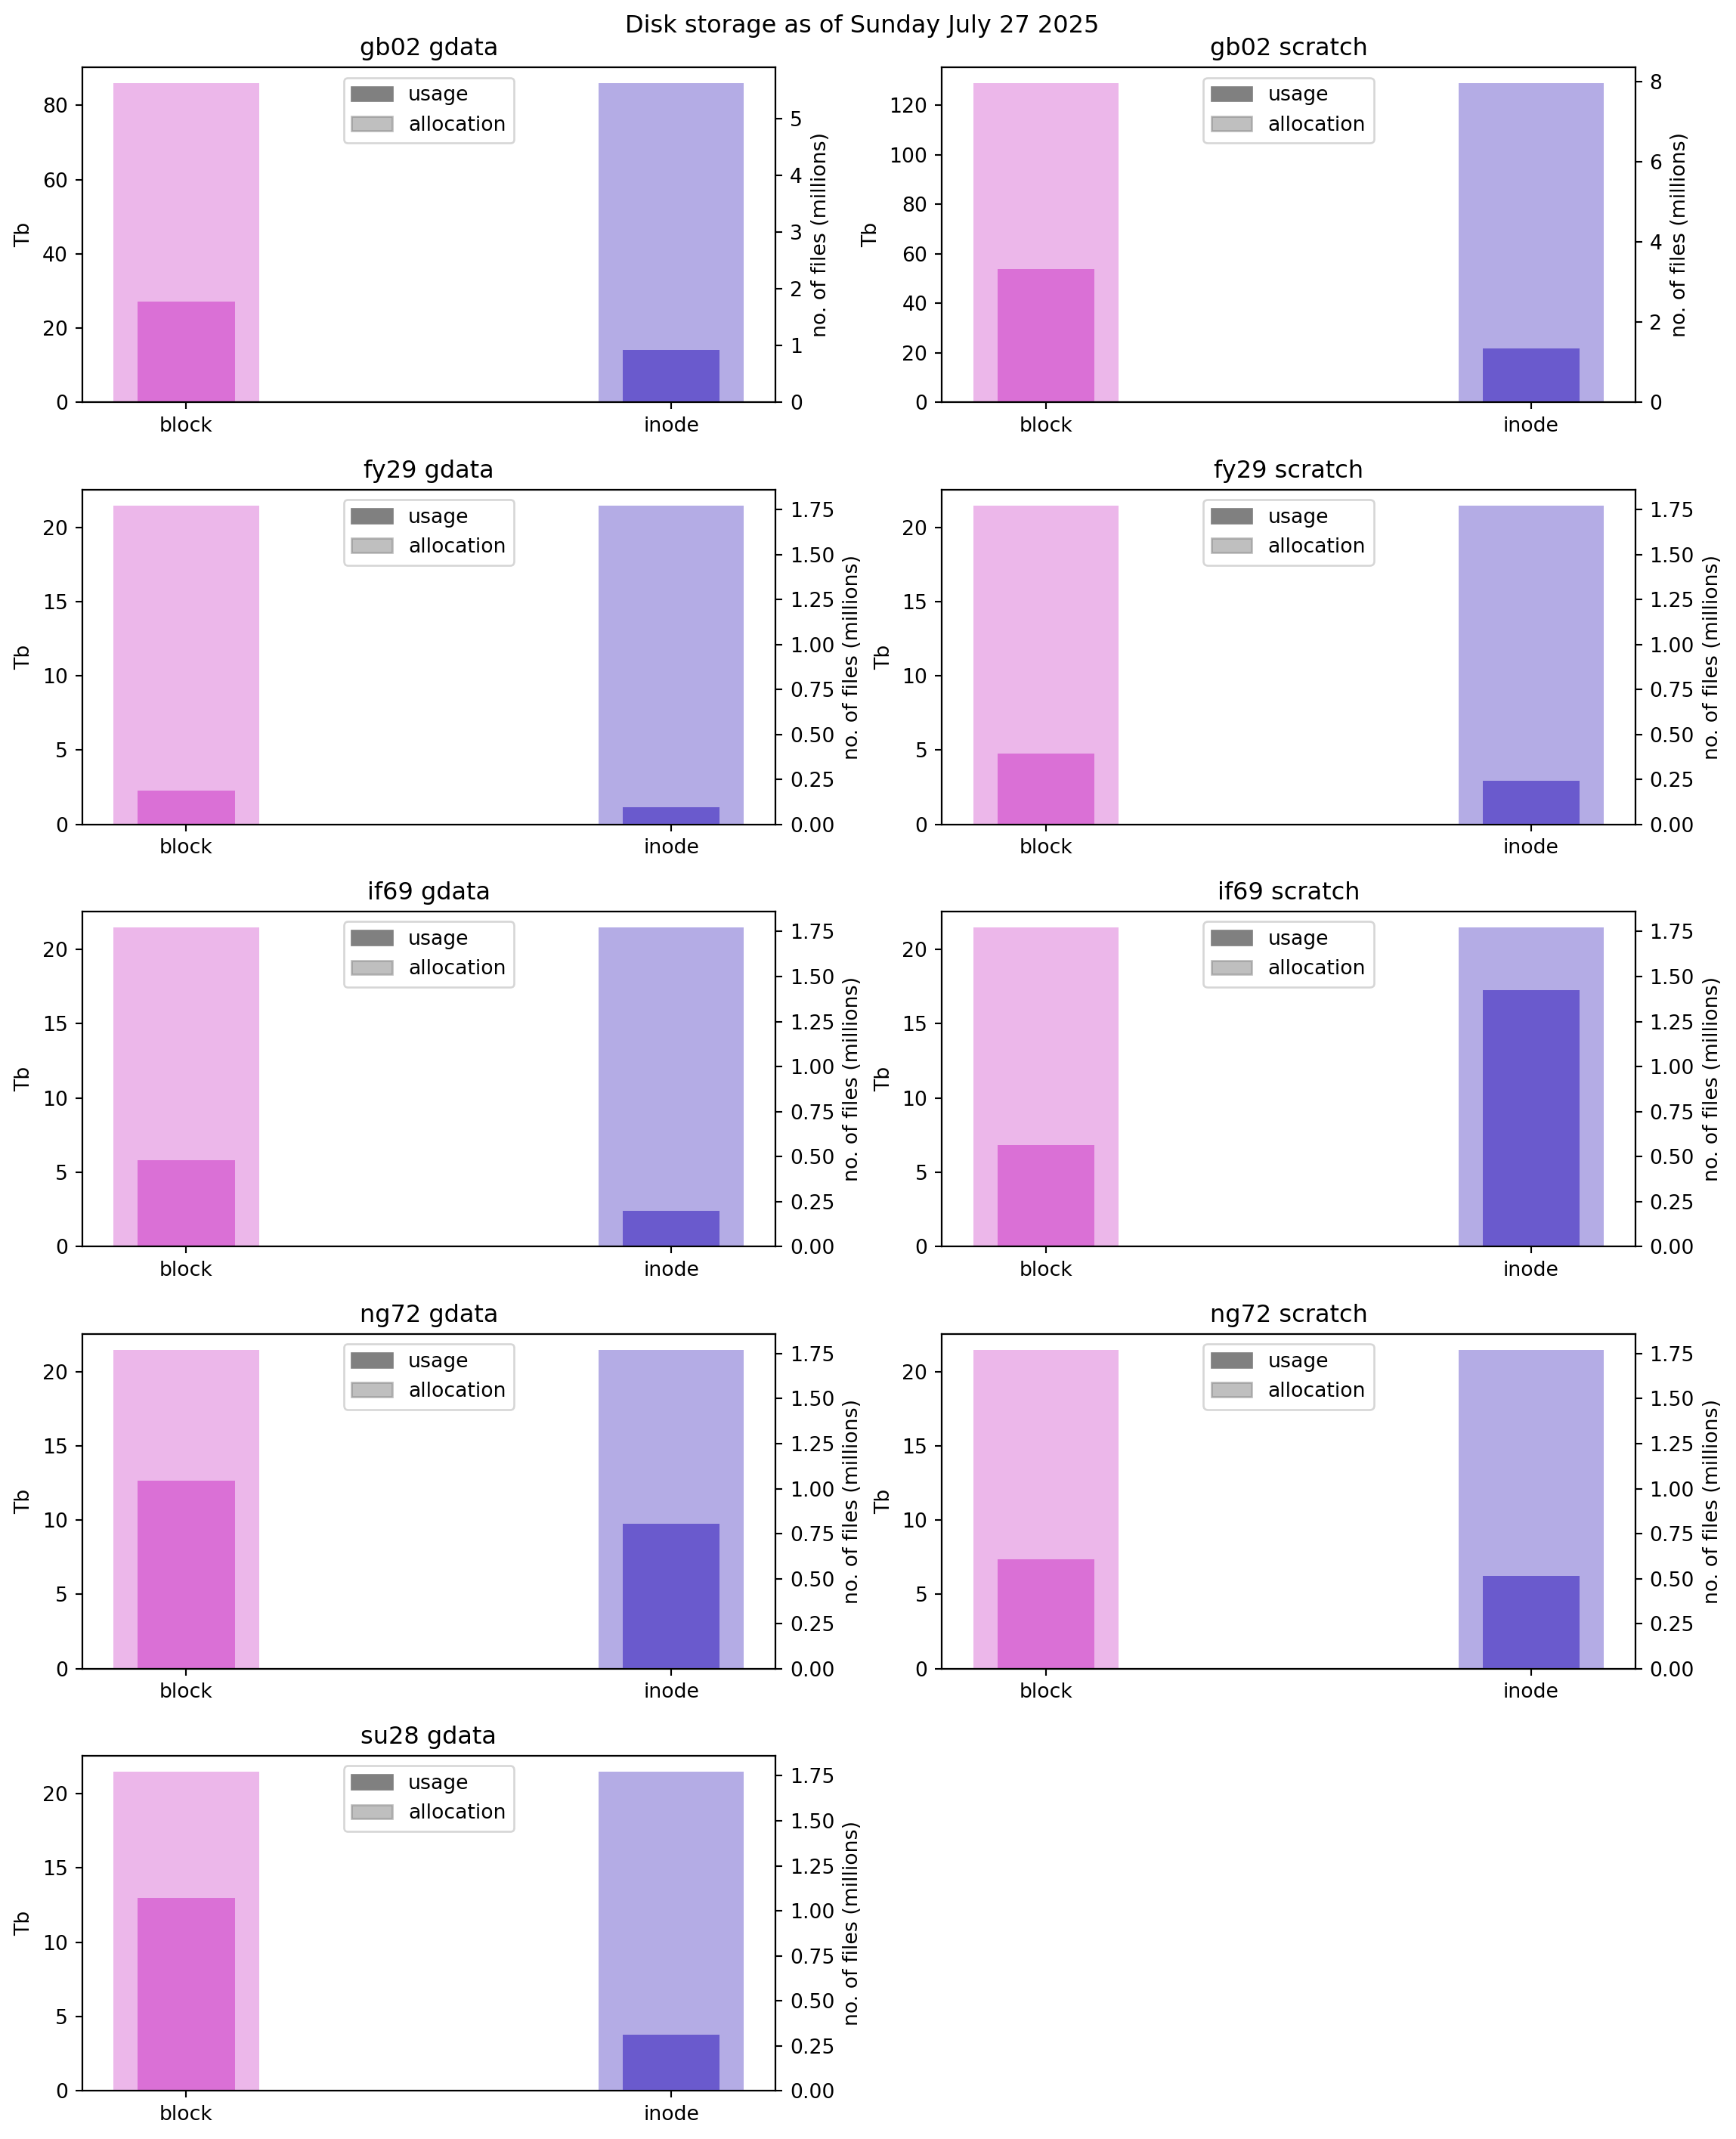 Disk storage as of Sunday July 27 2025
gb02 gdata
usage
allocation
80
60
40
20
0
Tb
5
4
3
2
1
0
no. of files (millions)
block
inode
gb02 scratch
usage
allocation
120
100
80
60
40
20
0
Tb
8
6
4
2
0
no. of files (millions)
block
inode
fy29 gdata
usage
allocation
20
15
10
5
0
Tb
1.75
1.50
1.25
1.00
0.75
0.50
0.25
0.00
no. of files (millions)
block
inode
fy29 scratch
usage
allocation
20
15
10
5
0
Tb
1.75
1.50
1.25
1.00
0.75
0.50
0.25
0.00
no. of files (millions)
block
inode
if69 gdata
usage
allocation
20
15
10
5
0
Tb
1.75
1.50
1.25
1.00
0.75
0.50
0.25
0.00
no. of files (millions)
block
inode
if69 scratch
usage
allocation
20
15
10
5
0
Tb
1.75
1.50
1.25
1.00
0.75
0.50
0.25
0.00
no. of files (millions)
block
inode
ng72 gdata
usage
allocation
20
15
10
5
0
Tb
1.75
1.50
1.25
1.00
0.75
0.50
0.25
0.00
no. of files (millions)
block
inode
ng72 scratch
usage
allocation
20
15
10
5
0
Tb
1.75
1.50
1.25
1.00
0.75
0.50
0.25
0.00
no. of files (millions)
block
inode
su28 gdata
usage
allocation
20
15
10
5
0
Tb
1.75
1.50
1.25
1.00
0.75
0.50
0.25
0.00
no. of files (millions)
block
inode